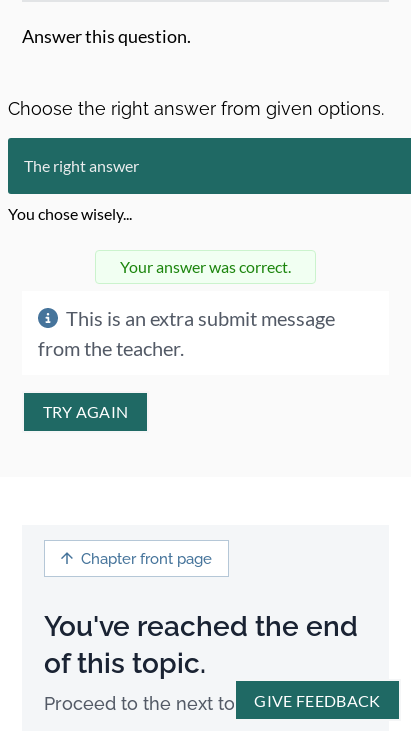 Answer this question.
Choose the right answer from given options.
The right answer
You chose wisely...
Your answer was correct.
This is an extra submit message
from the teacher.
TRY AGAIN
Chapter front page
You've reached the end
of this topic.
Proceed to the next to
GIVE FEEDBACK